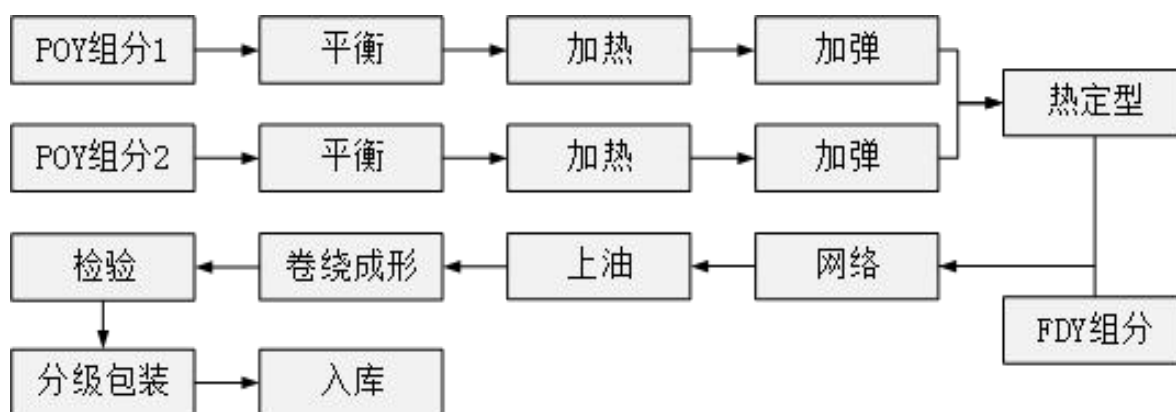 POY组分1
平衡
加热
加弹
热定型
POY组分2
平衡
加热
加弹
检验
卷绕成形
上油
网络
FDY组分
分级包装
入库